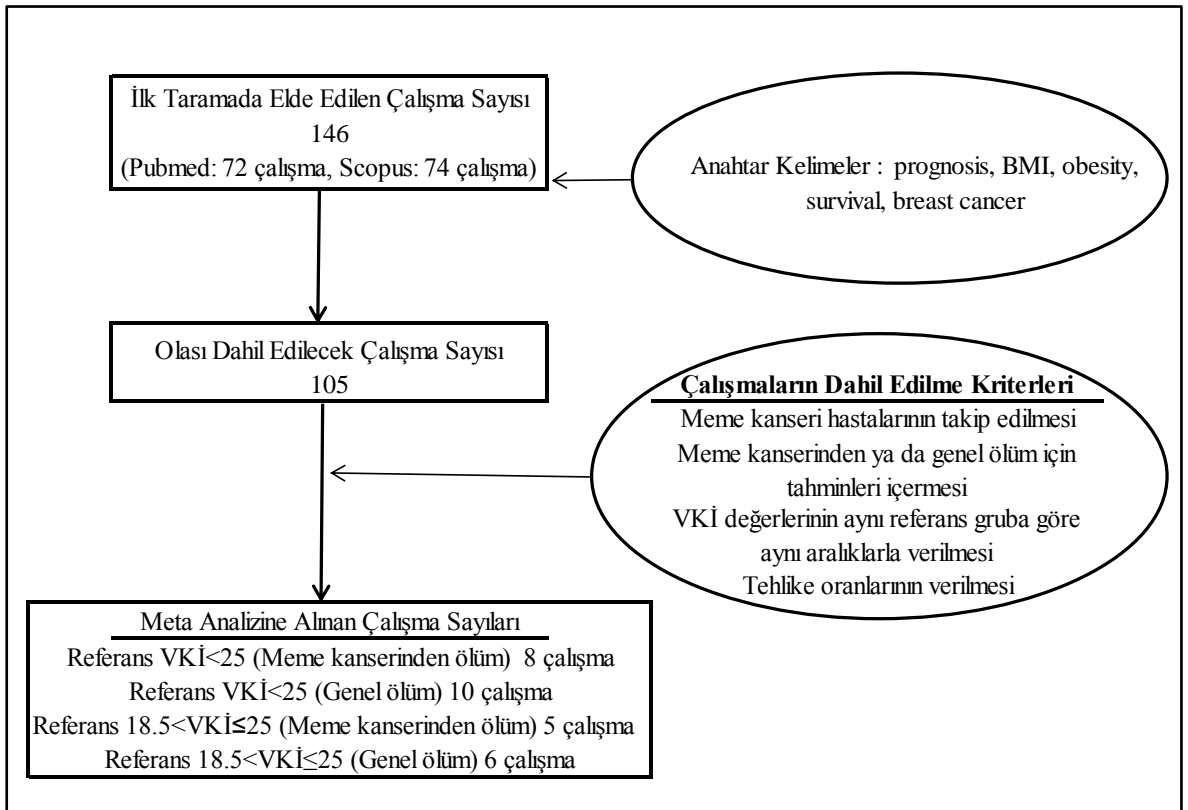 İlk Taramada Elde Edilen Çalışma Sayısı
146
(Pubmed: 72 çalışma, Scopus: 74 çalışma)
Anahtar Kelimeler : prognosis, BMI, obesity,
survival, breast cancer
Olası Dahil Edilecek Çalışma Sayısı
105
Çalışmaların Dahil Edilme Kriterleri
Meme kanseri hastalarının takip edilmesi
Meme kanserinden ya da genel ölüm için
tahminleri içermesi
VKİ değerlerinin aynı referans gruba göre
aynı aralıklarla verilmesi
Tehlike oranlarının verilmesi
Meta Analizine Alınan Çalışma Sayıları
Referans VKİ<25 (Meme kanserinden ölüm) 8 çalışma
Referans VKİ<25 (Genel ölüm) 10 çalışma
Referans 18.5<VKİ≤25 (Meme kanserinden ölüm) 5 çalışma
Referans 18.5<VKİ≤25 (Genel ölüm) 6 çalışma